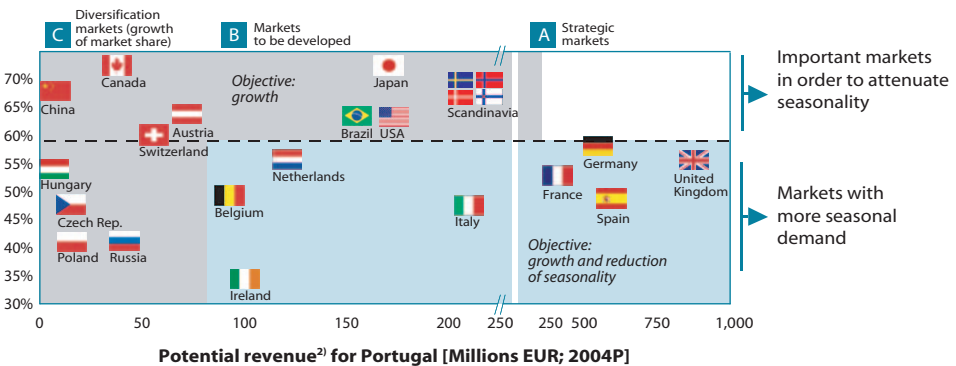 C Diversification
markets (growth
of market share)
B Markets
to be developed
A Strategic
markets
70%
65%
60%
55%
50%
45%
40%
35%
30%
Canada
China
Austria
Switzerland
Objective:
growth
Japan
Brazil
USA
Scandinavia
Hungary
Czech Rep.
Poland
Russia
Netherlands
Belgium
Ireland
Italy
Germany
France
Spain
United
Kingdom
Objective:
growth and reduction
of seasonality
Important markets
in order to attenuate
seasonality
Markets with
more seasonal
demand
0 50 100 150 200 250 250 500 750 1,000
Potential revenue2) for Portugal [Millions EUR; 2004P]